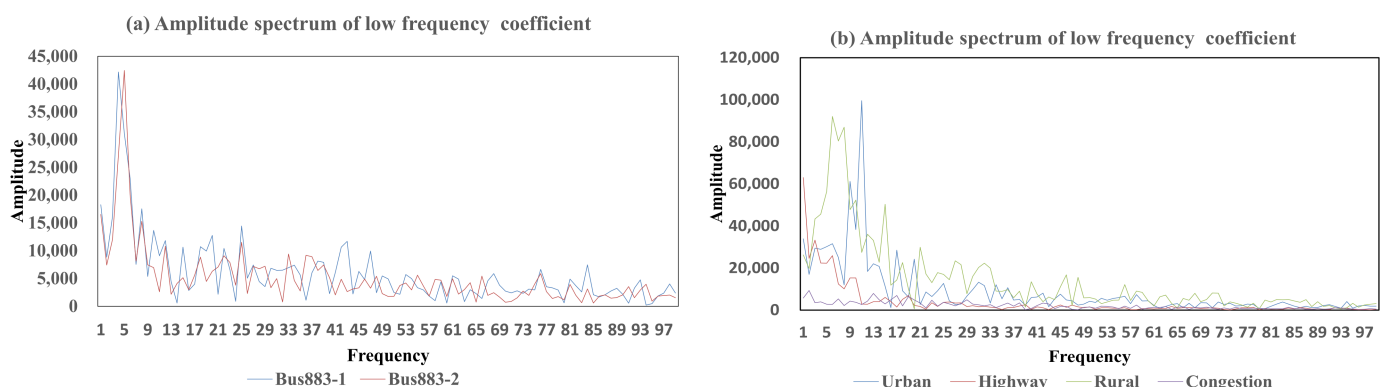 (a) Amplitude spectrum of low frequency  coefficient
45,000
40,000
35,000
30,000
25,000
20,000
15,000
10,000
5,000
0
Amplitude
1 5 9 13 17 21 25 29 33 37 41 45 49 53 57 61 65 69 73 77 81 85 89 93 97
Frequency
Bus883-1 Bus883-2
(b) Amplitude spectrum of low frequency  coefficient
120,000
100,000
80,000
60,000
40,000
20,000
0
Amplitude
1 5 9 13 17 21 25 29 33 37 41 45 49 53 57 61 65 69 73 77 81 85 89 93 97
Frequency
Urban Highway Rural Congestion